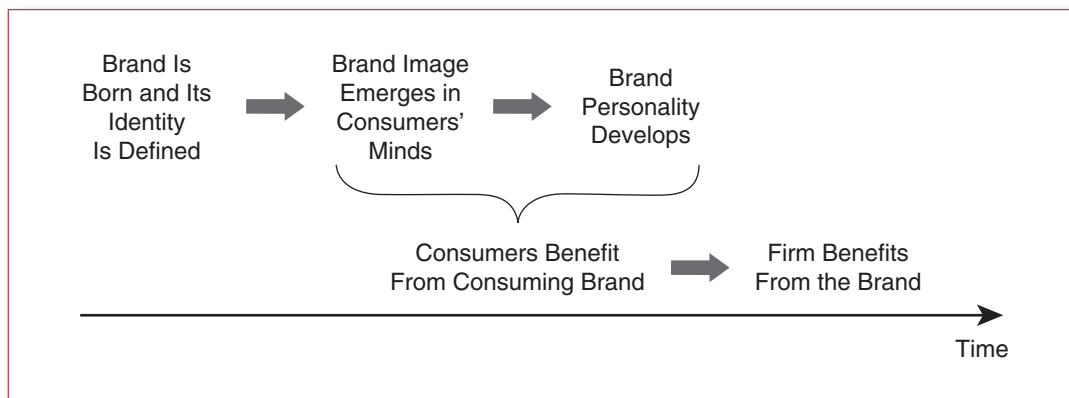 Brand Is
Born and Its
Identity
Is Defined
Brand Image
Emerges in
Consumers’
Minds
Brand
Personality
Develops
Consumers Benefit
From Consuming Brand
Firm Benefits
From the Brand
Time